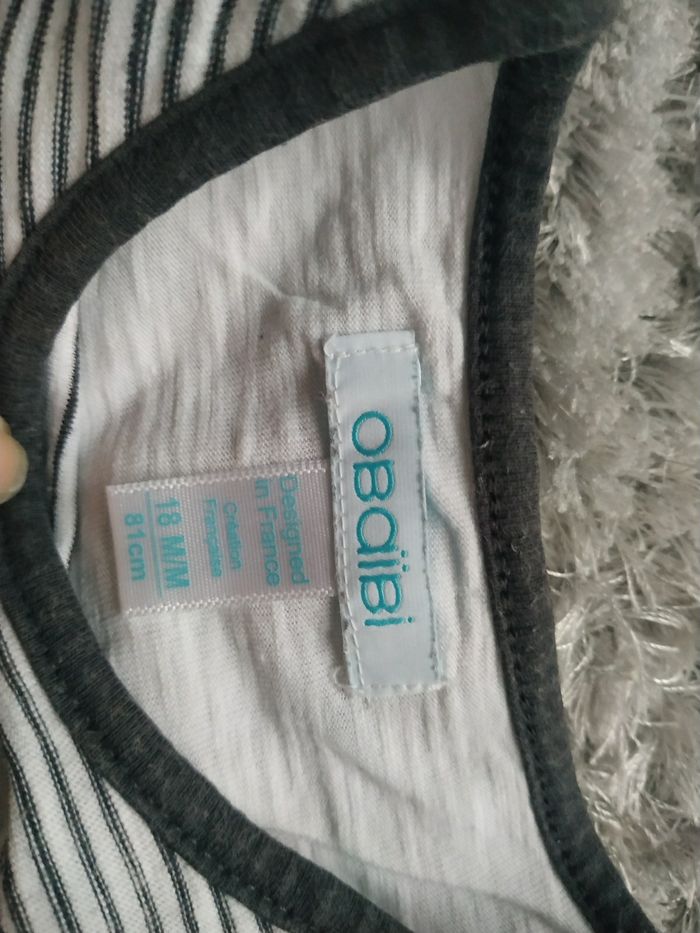 oBaïBi
Designed
in France
Création
Française
18 M/M
81cm